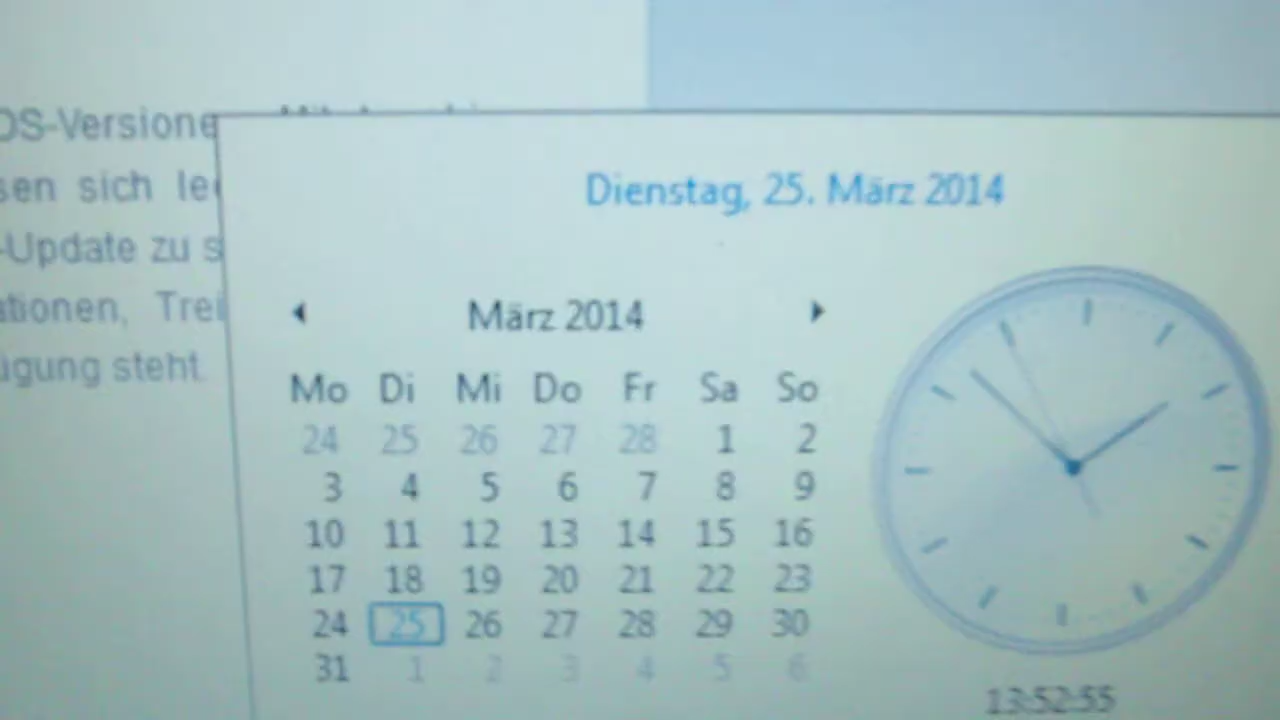 OS-Versione
sen sich
-Update zu s
ationen, Trei
ügung steht
Dienstag, 25. März 2014
März 2014
Mo Di Mi Do Fr Sa So
24 25 26 27 28 1 2
3 4 5 6 7 8 9
10 11 12 13 14 15 16
17 18 19 20 21 22 23
24 25 26 27 28 29 30
31 1 2 3 4 5 6
13:52:55